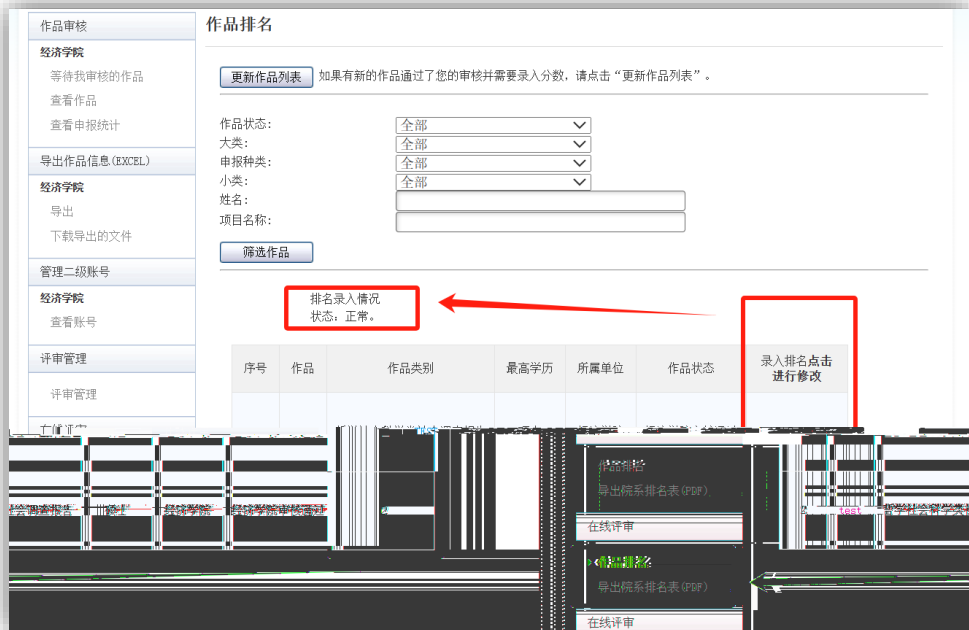 作品审核
经济学院
等待我审核的作品
查看作品
查看申报统计
导出作品信息(EXCEL)
经济学院
导出
下载导出的文件
管理二级账号
经济学院
查看账号
评审管理
评审管理
作品排名
更新作品列表 如果有新的作品通过了您的审核并需要录入分数，请点击“更新作品列表”。
作品状态: 全部
大类: 全部
申报种类: 全部
小类: 全部
姓名:
项目名称:
筛选作品
排名录入情况
状态: 正常。
序号 作品 作品类别 最高学历 所属单位 作品状态 录入排名点击
进行修改
作品排名
导出院系排名表(PDF)
在线评审
test
作品排名
导出院系排名表(PDF)
在线评审